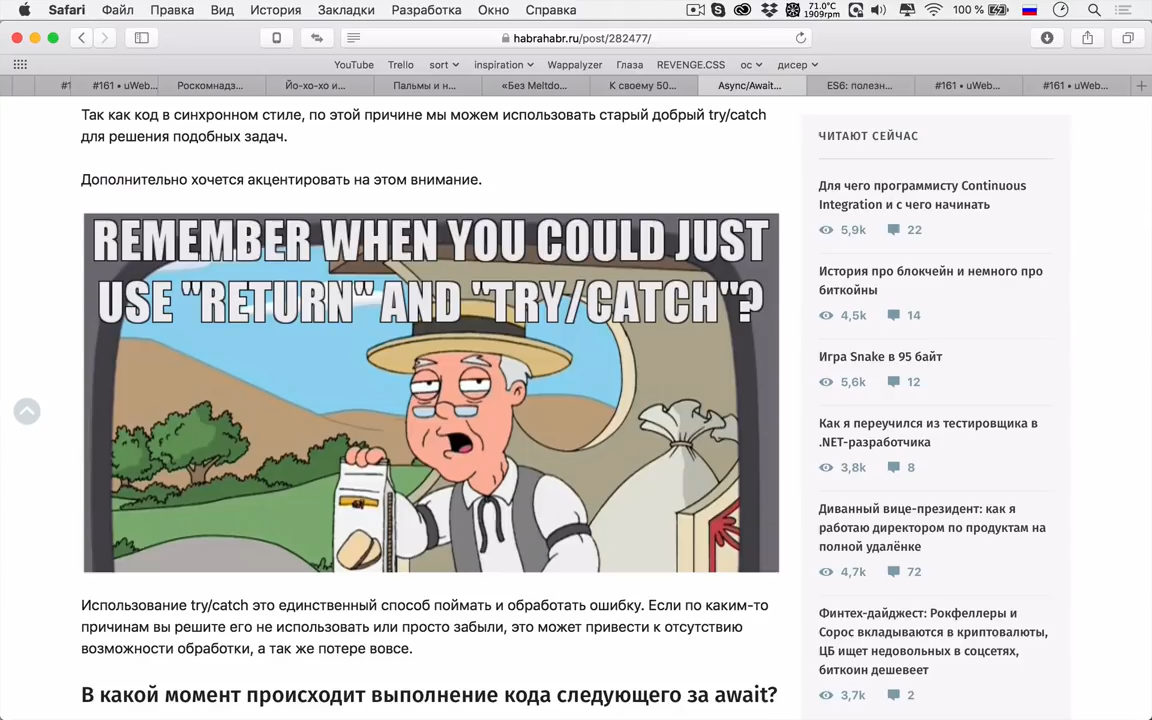 Safari Файл Правка Вид История Закладки Разработка Окно Справка
71.0°C
1909rpm
100 %
habrahabr.ru/post/282477/
YouTube Trello sort inspiration Wappalyzer Глаза REVENGE.CSS ос дисер
#1 #161 • uWeb... Роскомнадз... Йо-хо-хо и... Пальмы и н... «Без Meltdo... К своему 50... Async/Await... ES6: полезн... #161 • uWeb... #161 • uWeb...
Так как код в синхронном стиле, по этой причине мы можем использовать старый добрый try/catch
для решения подобных задач.
Дополнительно хочется акцентировать на этом внимание.
REMEMBER WHEN YOU COULD JUST
USE "RETURN" AND "TRY/CATCH"?
Использование try/catch это единственный способ поймать и обработать ошибку. Если по каким-то
причинам вы решите его не использовать или просто забыли, это может привести к отсутствию
возможности обработки, а так же потере вовсе.
В какой момент происходит выполнение кода следующего за await?
ЧИТАЮТ СЕЙЧАС
Для чего программисту Continuous
Integration и с чего начинать
5,9k 22
История про блокчейн и немного про
биткойны
4,5k 14
Игра Snake в 95 байт
5,6k 12
Как я переучился из тестировщика в
.NET-разработчика
3,8k 8
Диванный вице-президент: как я
работаю директором по продуктам на
полной удалёнке
4,7k 72
Финтех-дайджест: Рокфеллеры и
Сорос вкладываются в криптовалюты,
ЦБ ищет недовольных в соцсетях,
биткоин дешевеет
3,7k 2